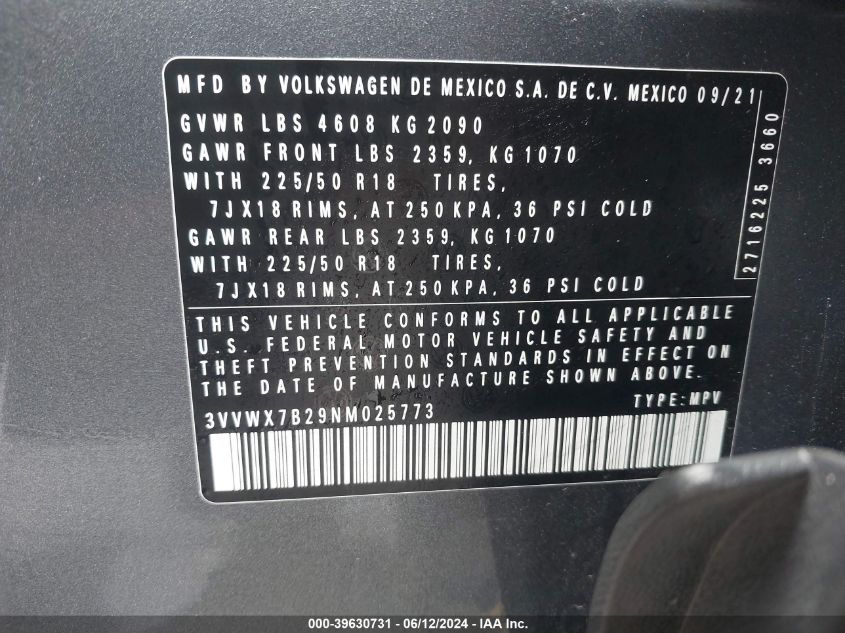 MFD BY VOLKSWAGEN DE MEXICO S.A. DE C.V. MEXICO 09/21
GVWR LBS 4608 KG 2090
GAWR FRONT LBS 2359, KG 1070
WITH 225/50 R18 TIRES,
7JX18 RIMS, AT 250 KPA, 36 PSI COLD
GAWR REAR LBS 2359, KG 1070
WITH 225/50 R18 TIRES,
7JX18 RIMS, AT 250 KPA, 36 PSI COLD
2716225 3660
THIS VEHICLE CONFORMS TO ALL APPLICABLE
U.S. FEDERAL MOTOR VEHICLE SAFETY AND
THEFT PREVENTION STANDARDS IN EFFECT ON
THE DATE OF MANUFACTURE SHOWN ABOVE.
3VVWX7B29NM025773 TYPE:MPV
000-39630731 - 06/12/2024 - IAA Inc.